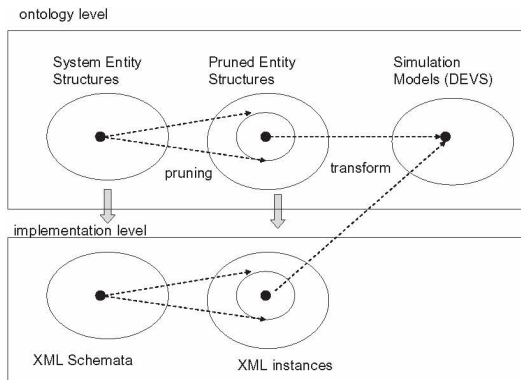 ontology level
System Entity
Structures
Pruned Entity
Structures
Simulation
Models (DEVS)
pruning
transform
implementation level
XML Schemata
XML instances